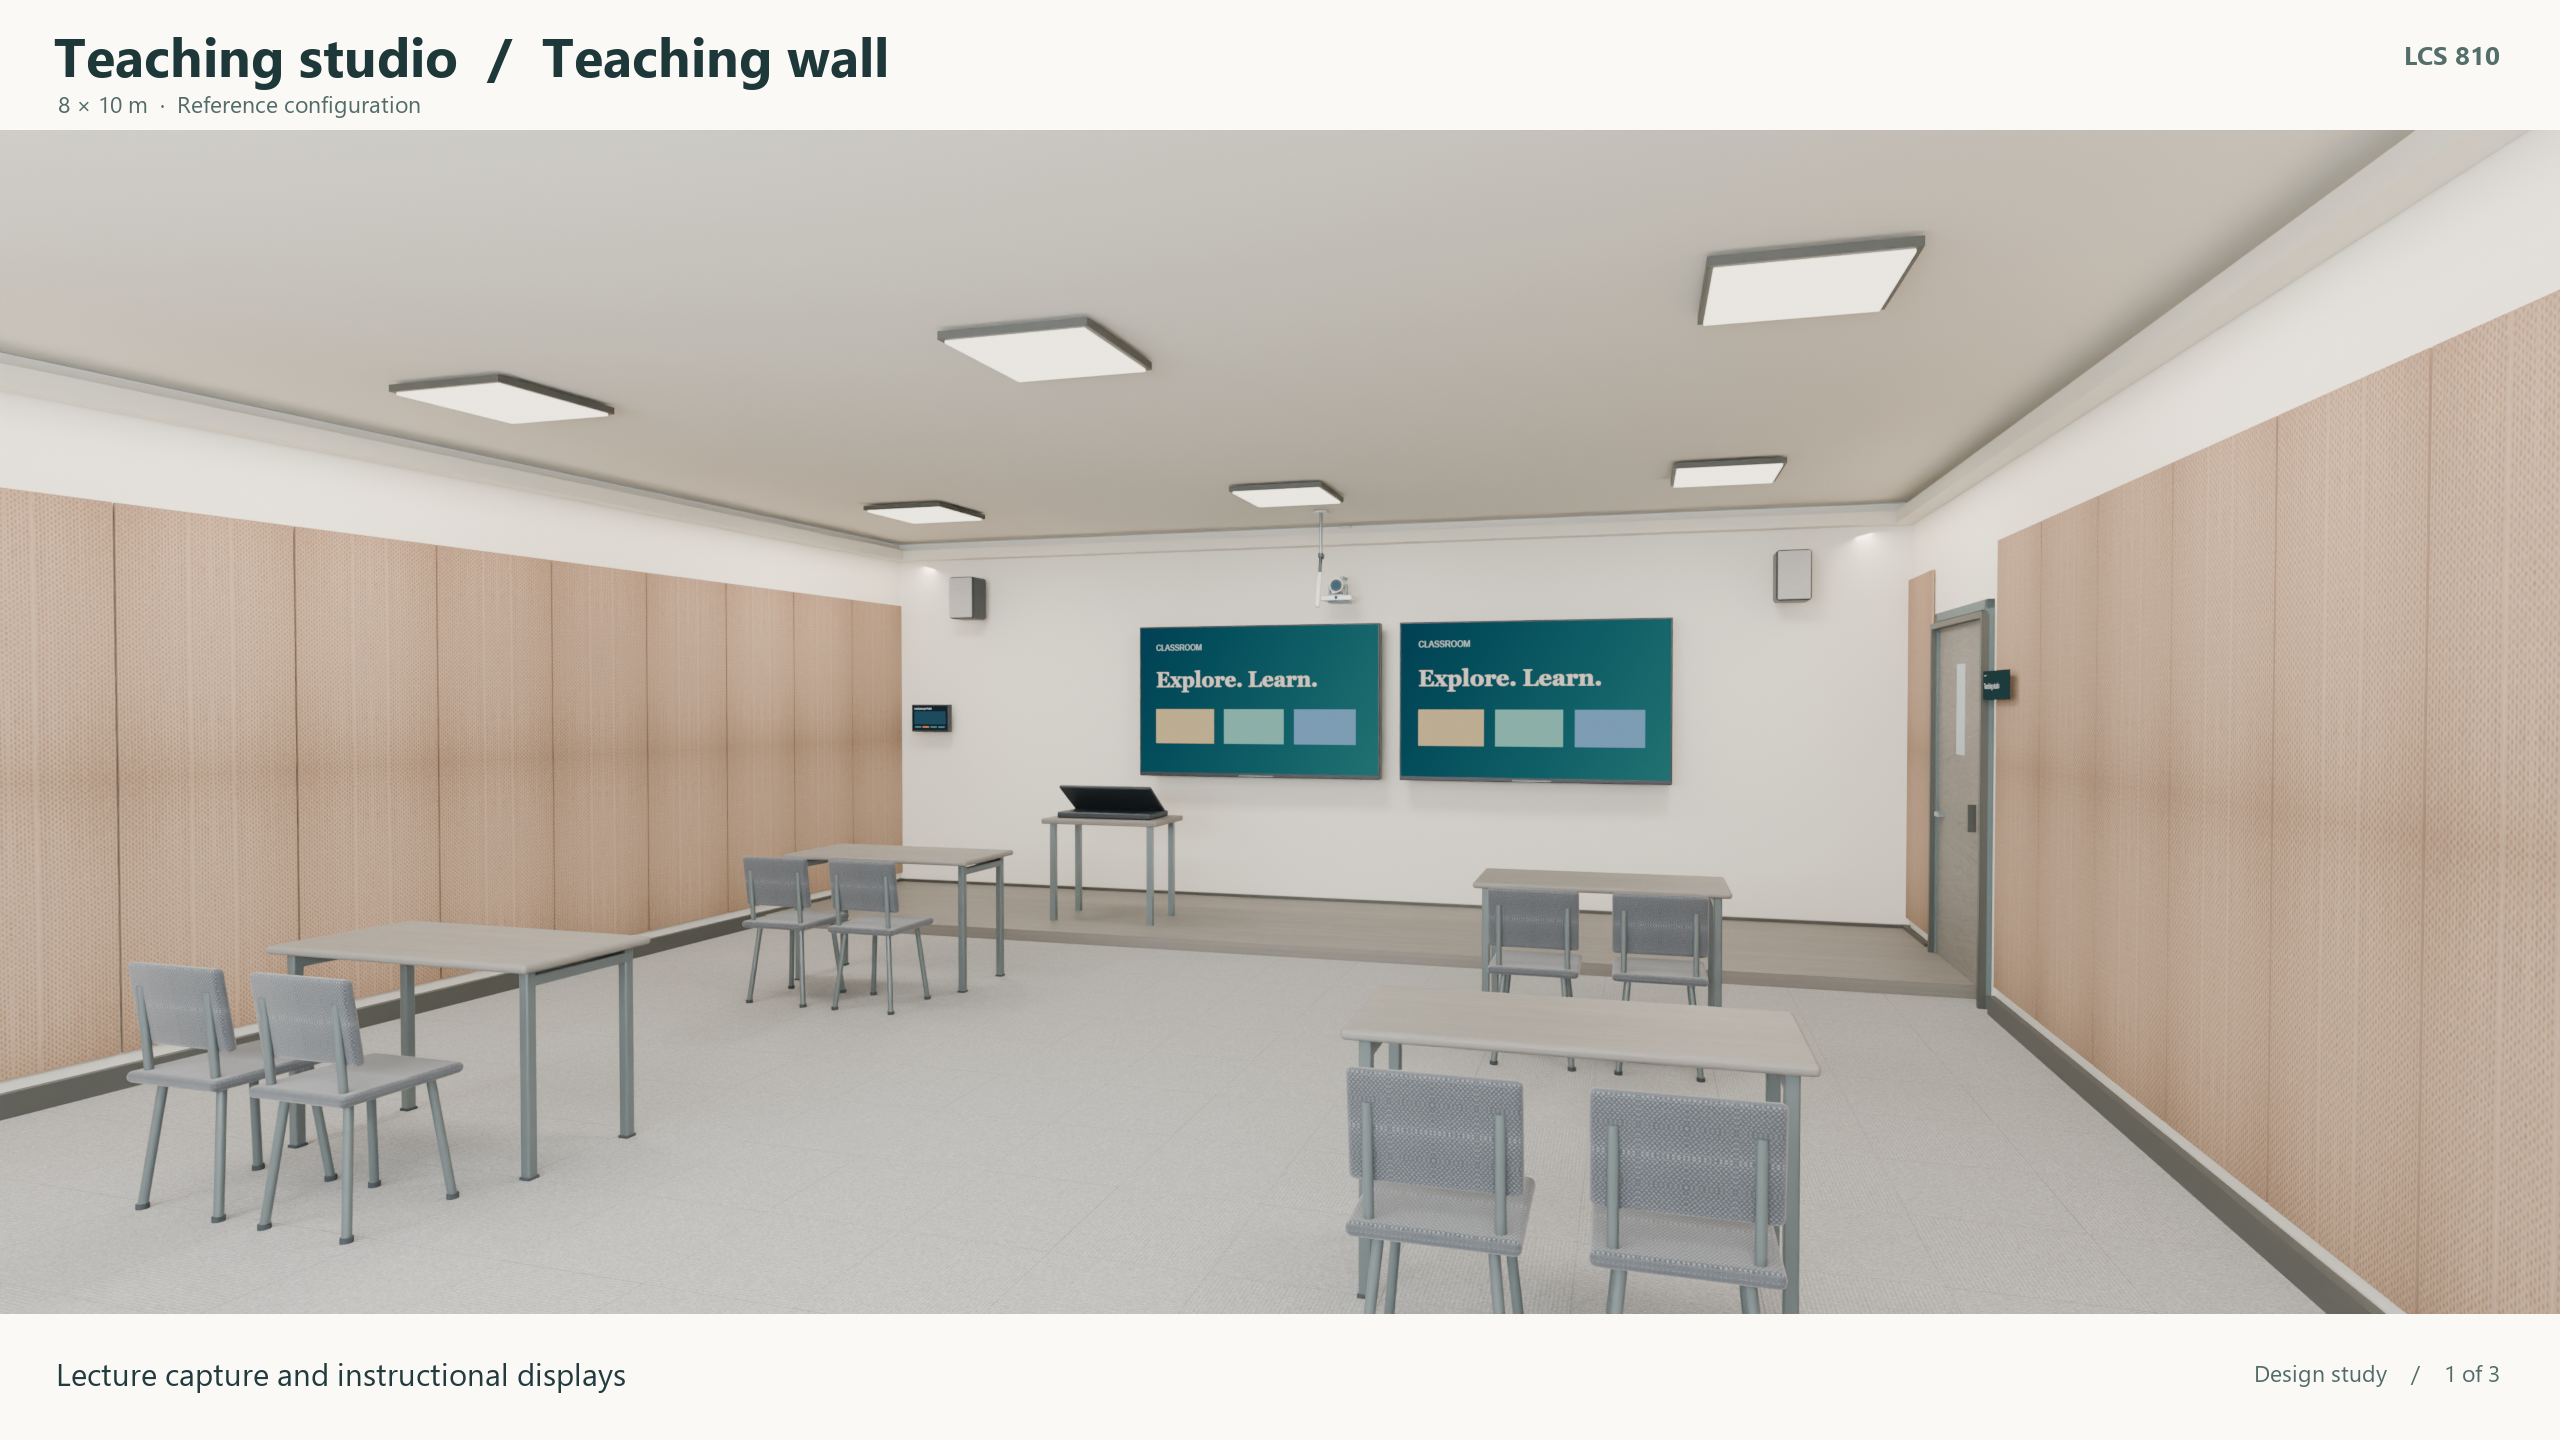 Teaching studio / Teaching wall
LCS 810
8 × 10 m · Reference configuration
CLASSROOM
Explore. Learn.
CLASSROOM
Explore. Learn.
Lecture capture and instructional displays
Design study / 1 of 3